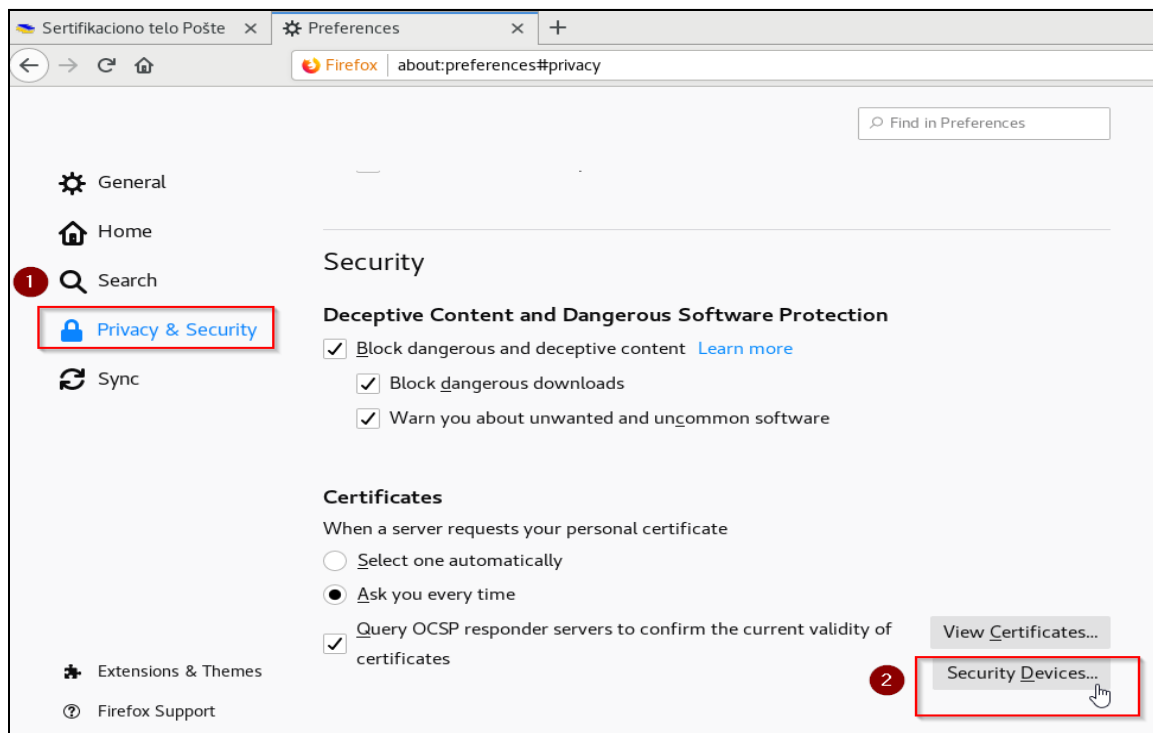 Sertifikaciono telo Pošte
Preferences
Firefox about:preferences#privacy
Find in Preferences
General
Home
1
Search
Privacy & Security
Sync
Extensions & Themes
Firefox Support
Security
Deceptive Content and Dangerous Software Protection
Block dangerous and deceptive content Learn more
Block dangerous downloads
Warn you about unwanted and uncommon software
Certificates
When a server requests your personal certificate
Select one automatically
Ask you every time
Query OCSP responder servers to confirm the current validity of
certificates
View Certificates...
2
Security Devices...